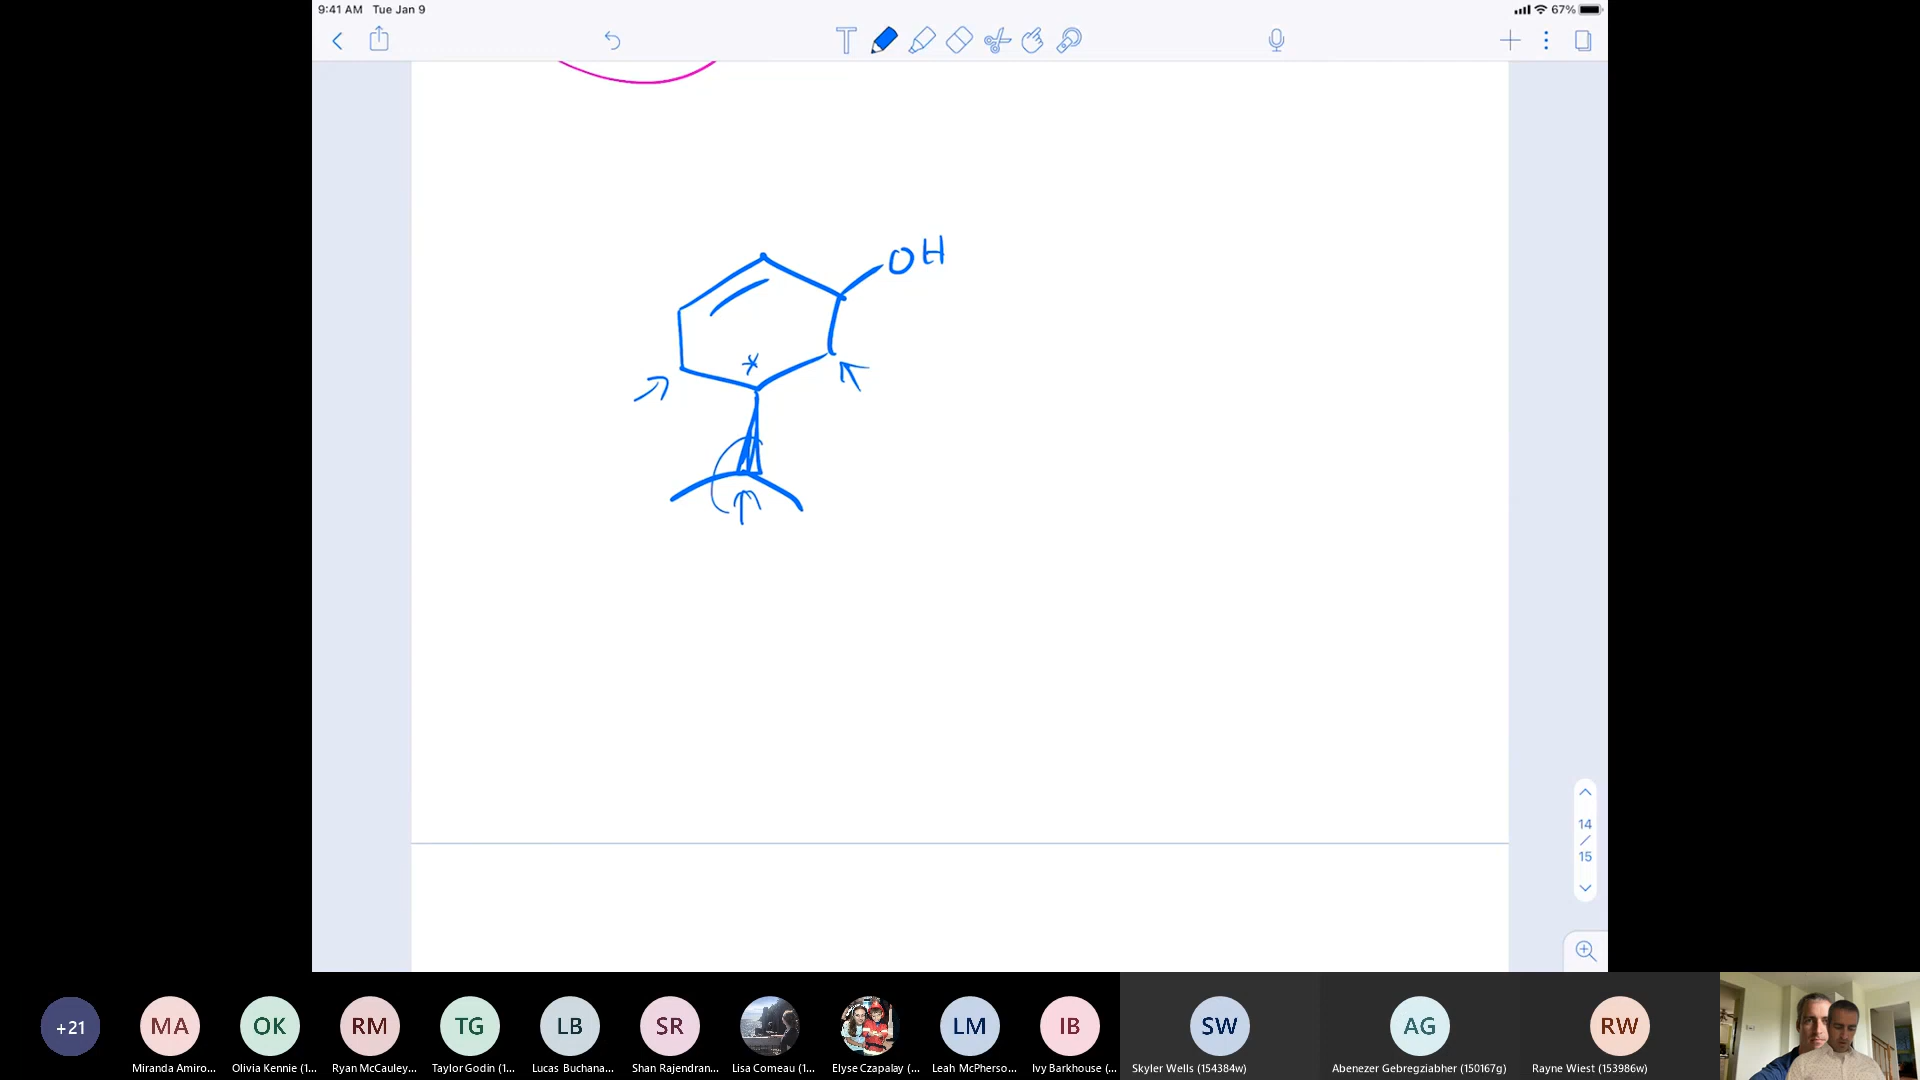 9:41 AM Tue Jan 9
67%
T
OH
*
14
/
15
+21
MA
OK
RM
TG
LB
SR
LM
IB
SW
AG
RW
Miranda Amiro...
Olivia Kennie (1...
Ryan McCauley...
Taylor Godin (1...
Lucas Buchana...
Shan Rajendran...
Lisa Comeau (1...
Elyse Czapalay (...
Leah McPherso...
Ivy Barkhouse (...
Skyler Wells (154384w)
Abenezer Gebregziabher (150167g)
Rayne Wiest (153986w)